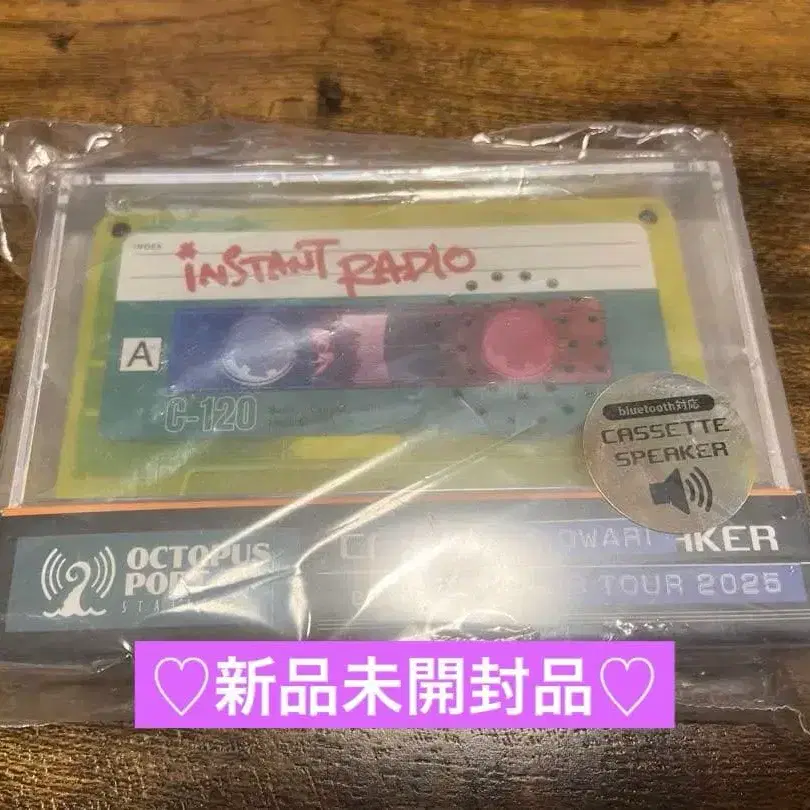 INDEX
*INSTANT RADIO
A
C-120
bluetooth対応
CASSETTE
SPEAKER
OCTOPUS
OWARI
TOUR 2025
♡新品未開封品♡